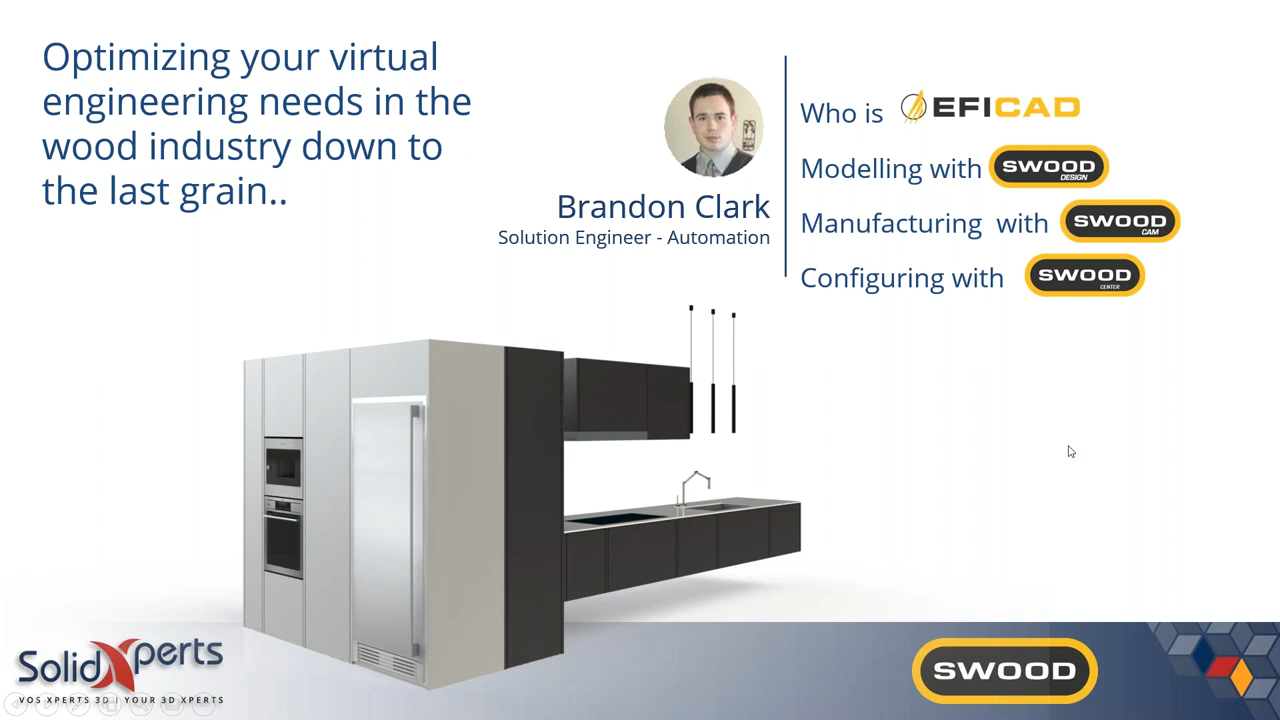 Optimizing your virtual
engineering needs in the
wood industry down to
the last grain..
Brandon Clark
Solution Engineer - Automation
Who is EFICAD
Modelling with SWOOD DESIGN
Manufacturing with SWOOD CAM
Configuring with SWOOD CENTER
SolidXperts
VOS XPERTS 3D | YOUR 3D XPERTS
SWOOD